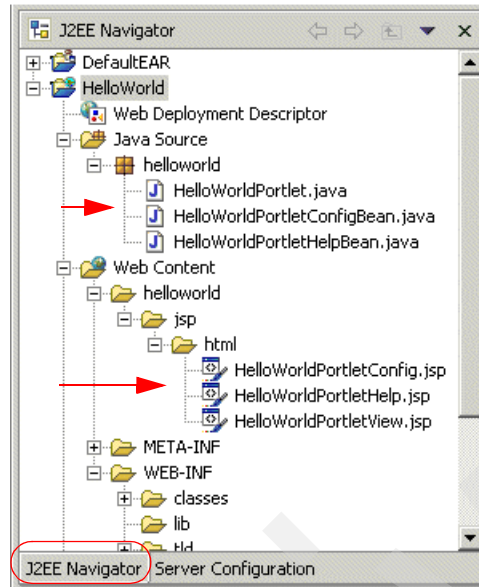 J2EE Navigator
DefaultEAR
HelloWorld
Web Deployment Descriptor
Java Source
helloworld
HelloWorldPortlet.java
HelloWorldPortletConfigBean.java
HelloWorldPortletHelpBean.java
Web Content
helloworld
jsp
html
HelloWorldPortletConfig.jsp
HelloWorldPortletHelp.jsp
HelloWorldPortletView.jsp
META-INF
WEB-INF
classes
lib
tld
J2EE Navigator Server Configuration